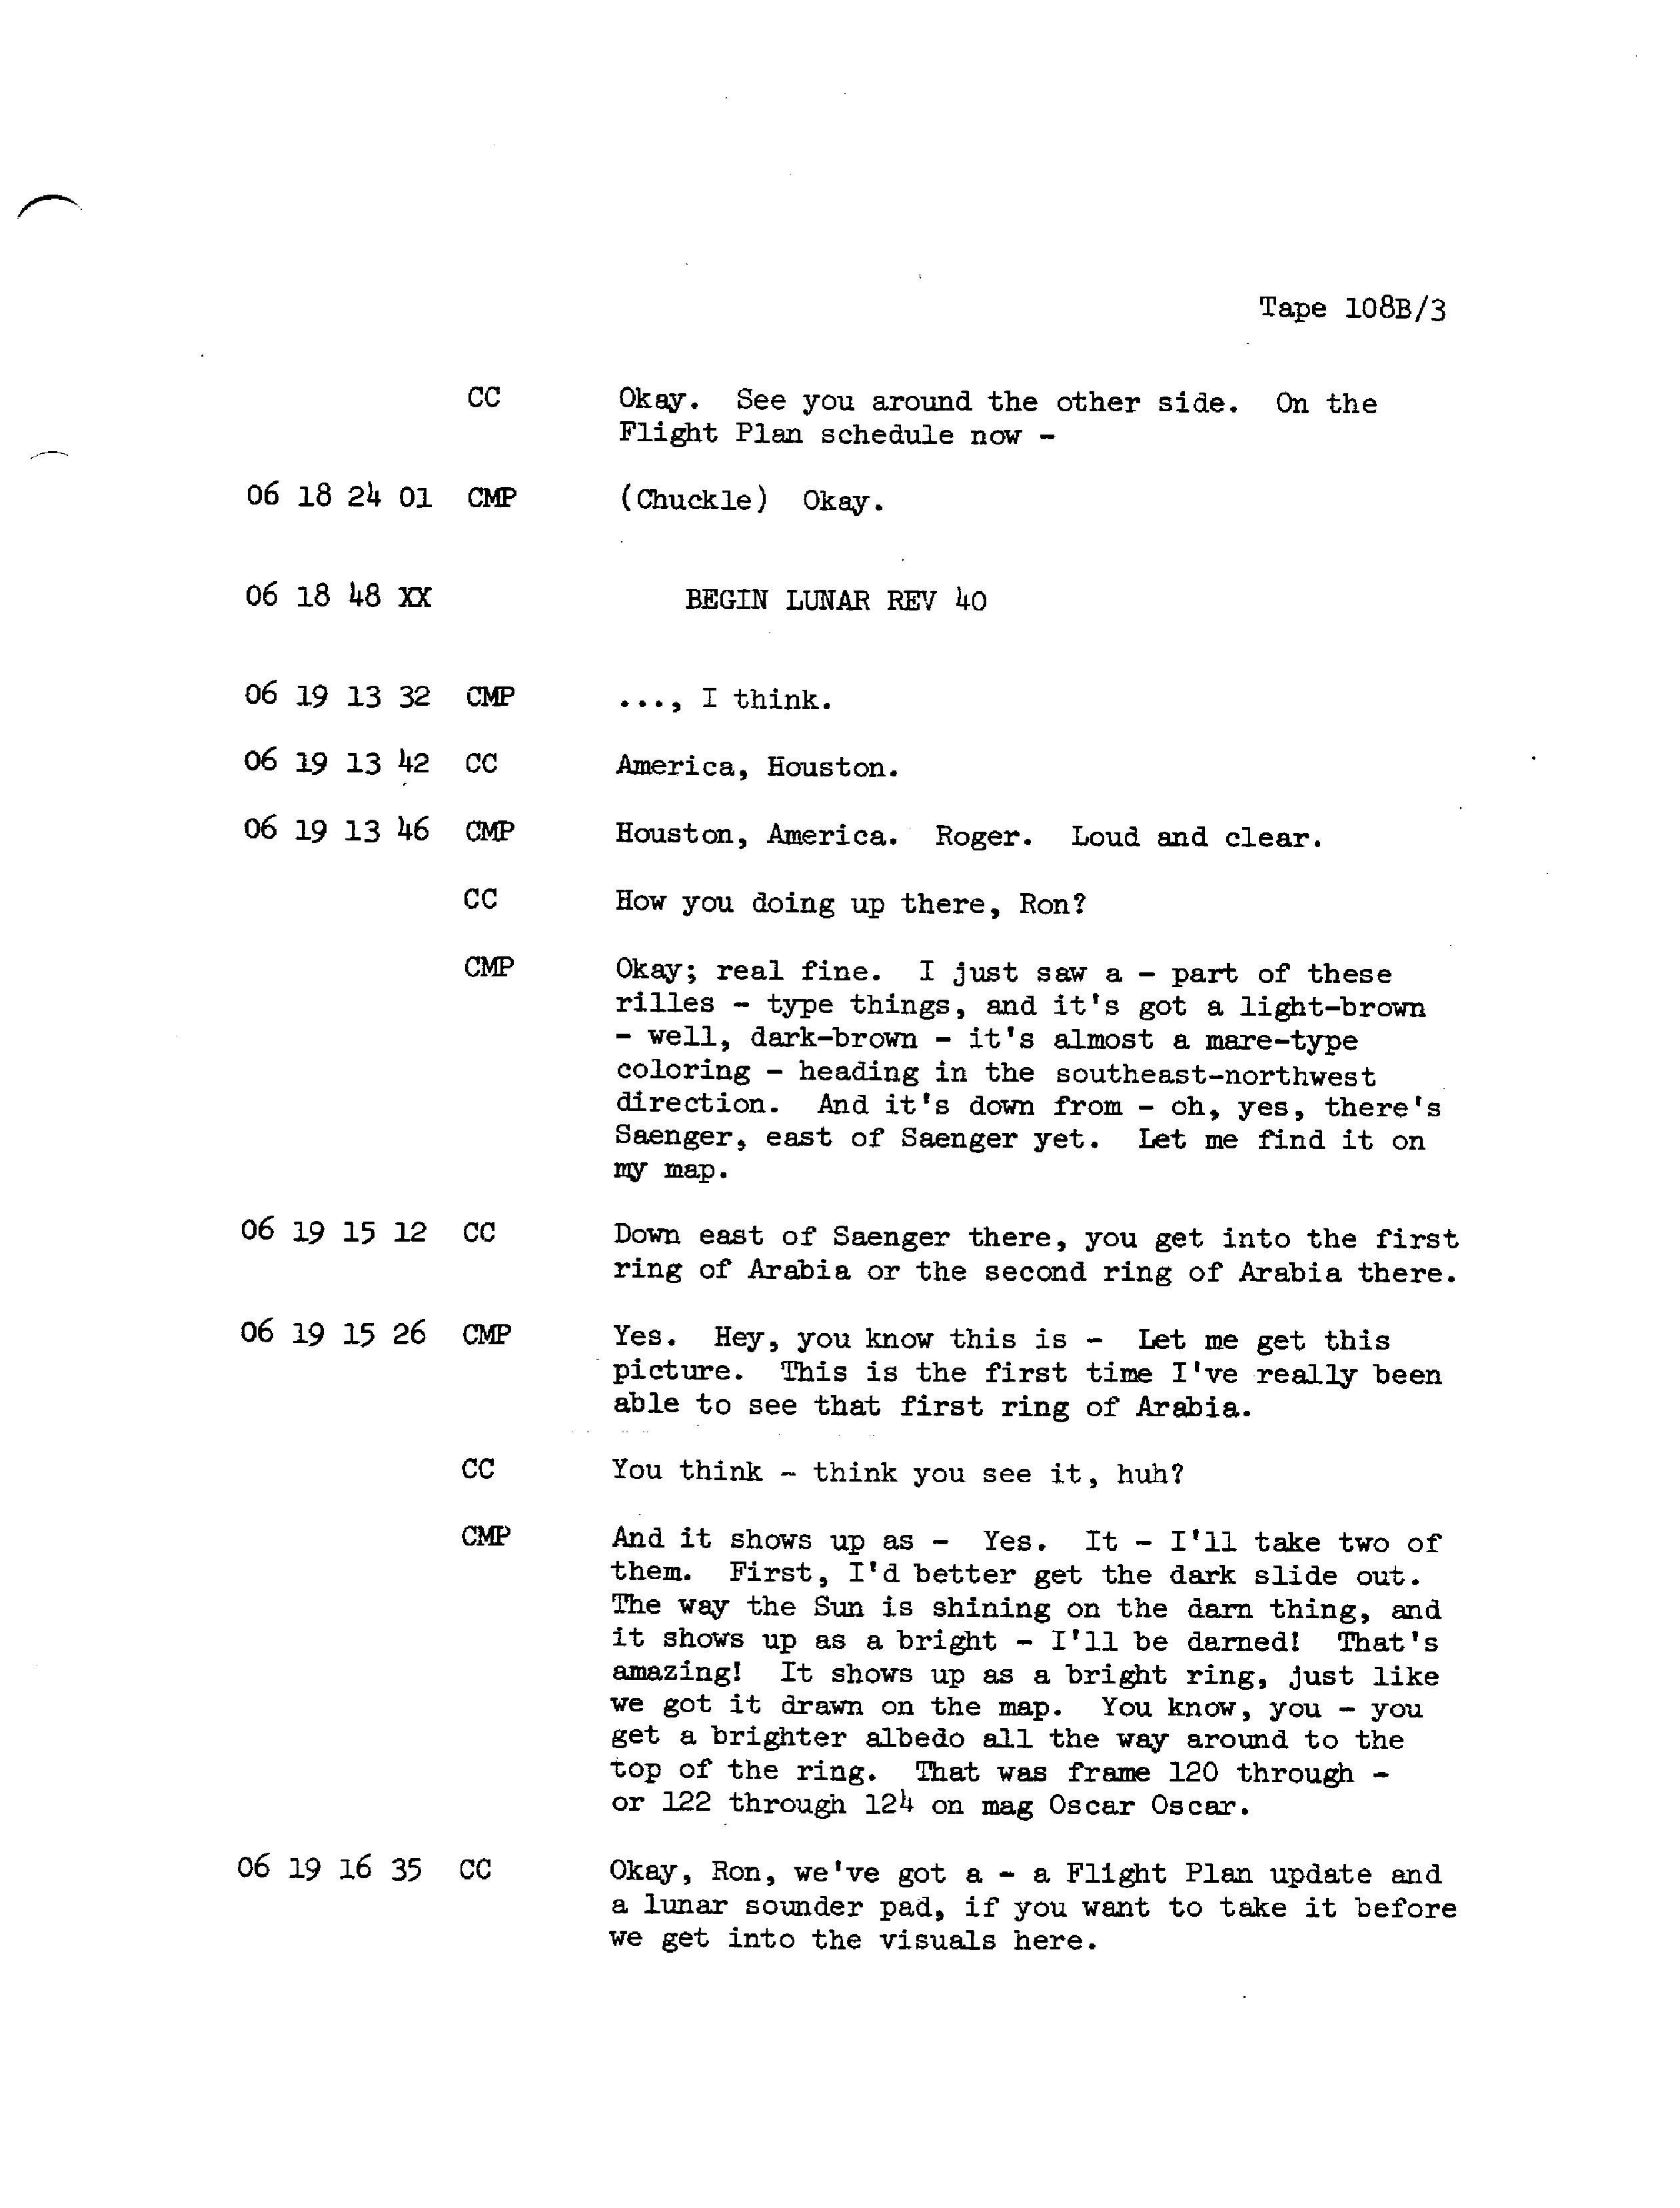 Tape 108B/3
CC Okay. See you around the other side. On the
Flight Plan schedule now -
06 18 24 01 CMP (Chuckle) Okay.
06 18 48 XX BEGIN LUNAR REV 40
06 19 13 32 CMP ..., I think.
06 19 13 42 CC America, Houston.
06 19 13 46 CMP Houston, America. Roger. Loud and clear.
CC How you doing up there, Ron?
CMP Okay; real fine. I just saw a - part of these
rilles - type things, and it's got a light-brown
- well, dark-brown - it's almost a mare-type
coloring - heading in the southeast-northwest
direction. And it's down from - oh, yes, there's
Saenger, east of Saenger yet. Let me find it on
my map.
06 19 15 12 CC Down east of Saenger there, you get into the first
ring of Arabia or the second ring of Arabia there.
06 19 15 26 CMP Yes. Hey, you know this is - Let me get this
picture. This is the first time I've really been
able to see that first ring of Arabia.
CC You think - think you see it, huh?
CMP And it shows up as - Yes. It - I'll take two of
them. First, I'd better get the dark slide out.
The way the Sun is shining on the darn thing, and
it shows up as a bright - I'll be darned! That's
amazing! It shows up as a bright ring, just like
we got it drawn on the map. You know, you - you
get a brighter albedo all the way around to the
top of the ring. That was frame 120 through -
or 122 through 124 on mag Oscar Oscar.
06 19 16 35 CC Okay, Ron, we've got a - a Flight Plan update and
a lunar sounder pad, if you want to take it before
we get into the visuals here.